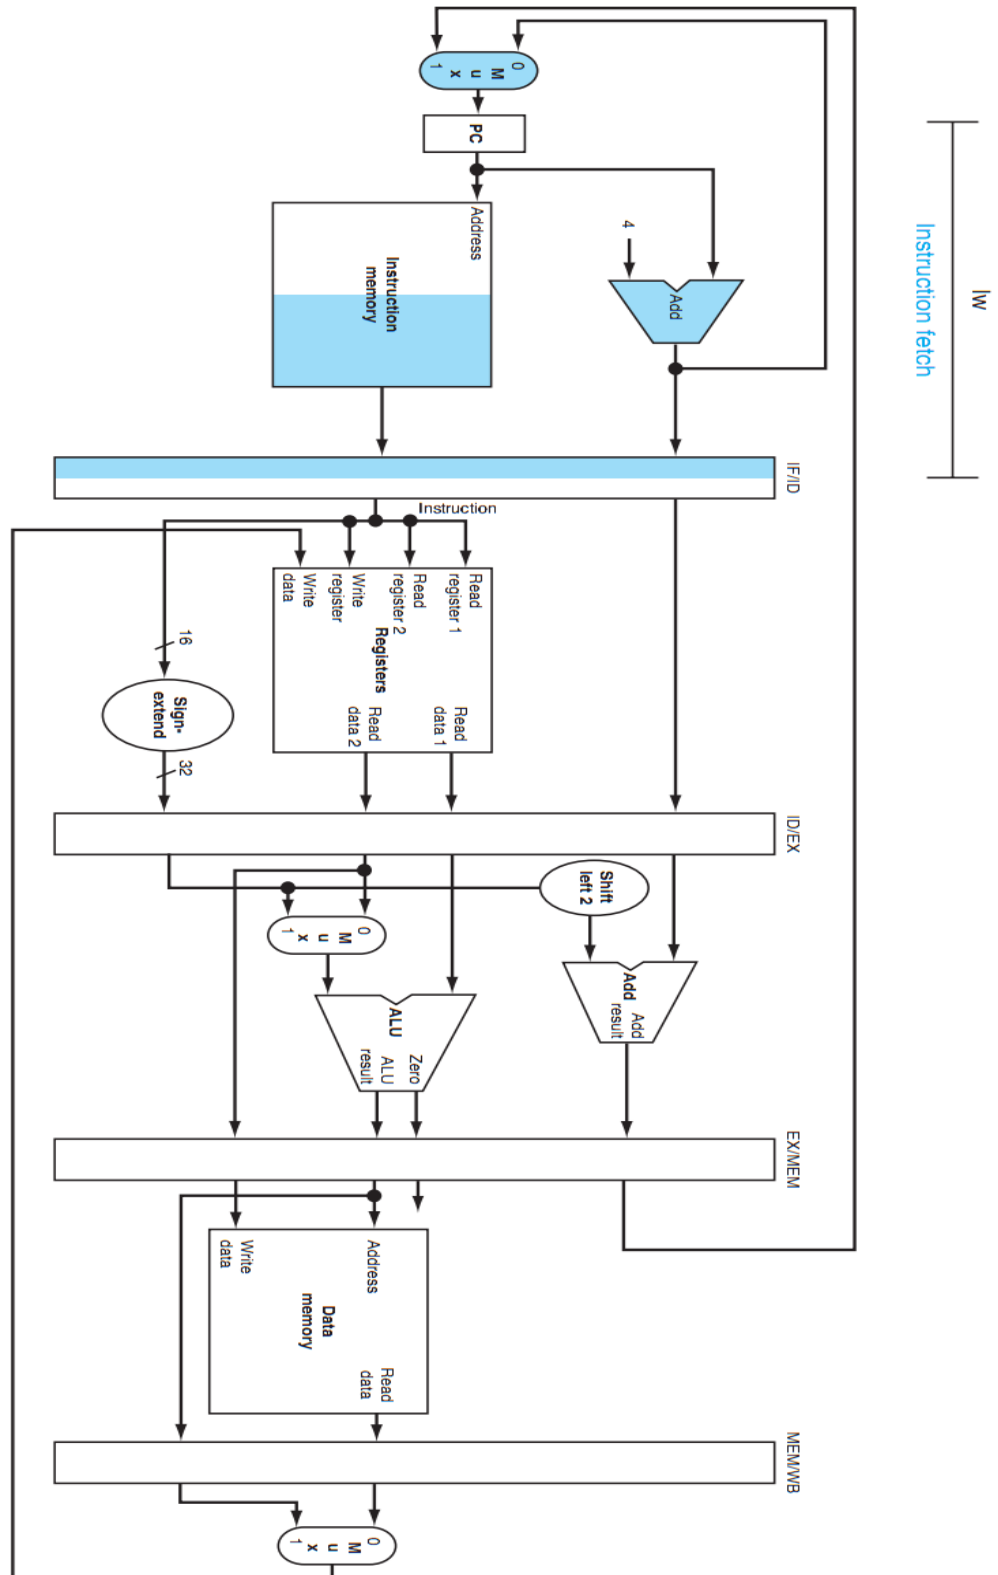 lw
Instruction fetch
0
M
u
x
1
PC
4
Add
Address
Instruction
memory
IF/ID
Instruction
Read
register 1
Read
register 2
Write
register
Write
data
Registers
Read
data 1
Read
data 2
16
Sign-
extend
32
ID/EX
Shift
left 2
0
M
u
x
1
Add
Add
result
ALU
Zero
ALU
result
EX/MEM
Address
Write
data
Data
memory
Read
data
MEM/WB
0
M
u
x
1